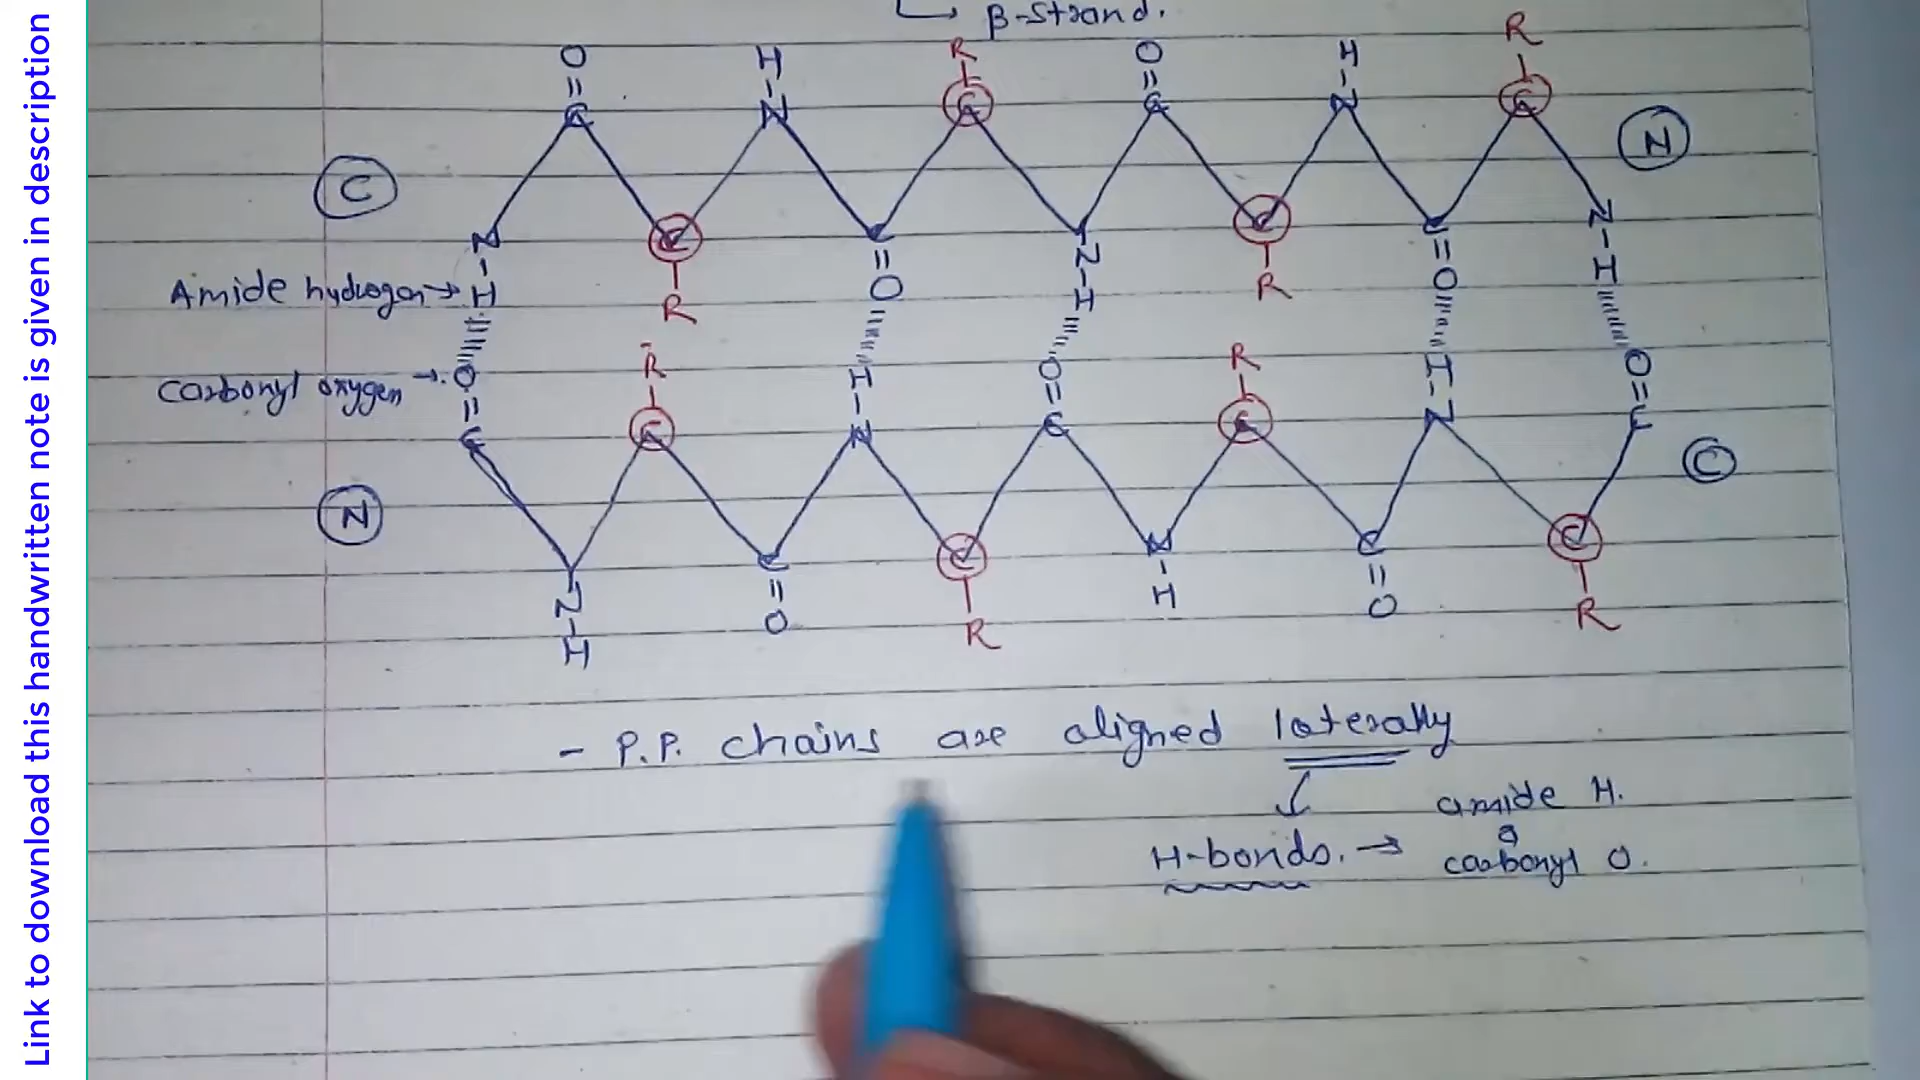 Link to download this handwritten note is given in description
β-strand.
O H R O H R
C N C C N C
C N
N C C N C C N
Amide hydrogen → H R O H R O H
carbonyl oxygen → O R H O R H O
C C N C C N C
N C
N C C N C C
H O R H O R
- P.P. chains are aligned laterally
amide H.
H-bonds. → &
carbonyl O.